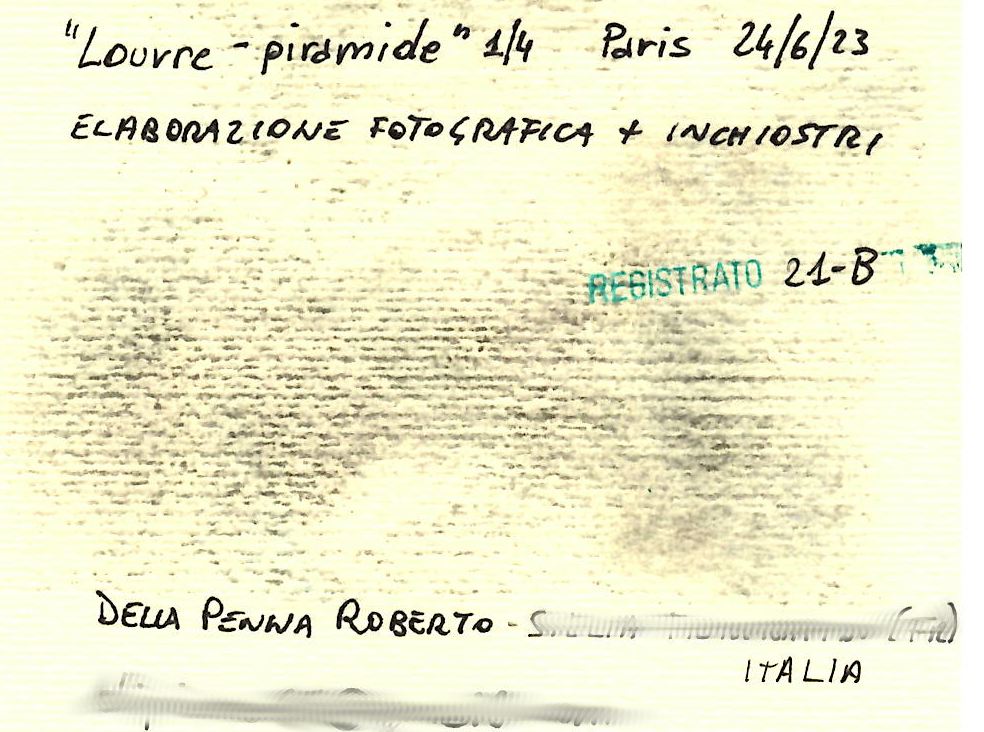 "Louvre - piramide" 1/4 Paris 24/6/23
ELABORAZIONE FOTOGRAFICA + INCHIOSTRI
REGISTRATO 21-B
DELLA PENNA ROBERTO -
ITALIA